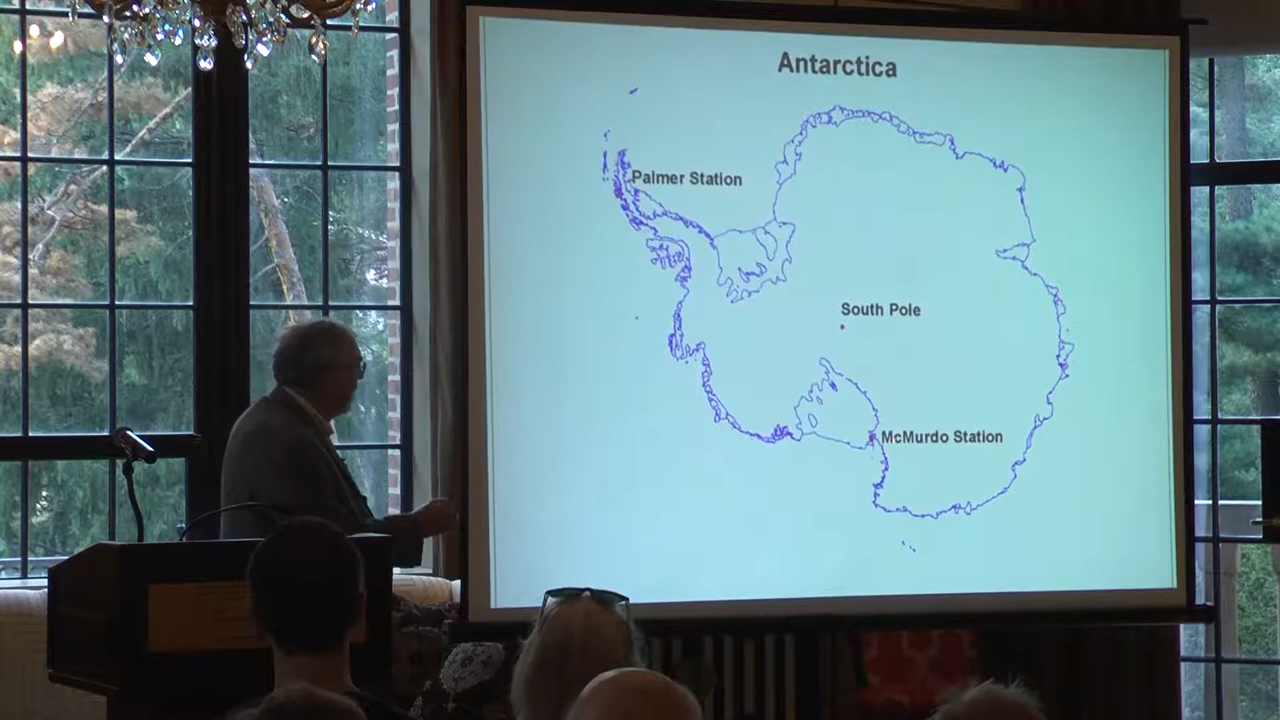 Antarctica
Palmer Station
South Pole
McMurdo Station